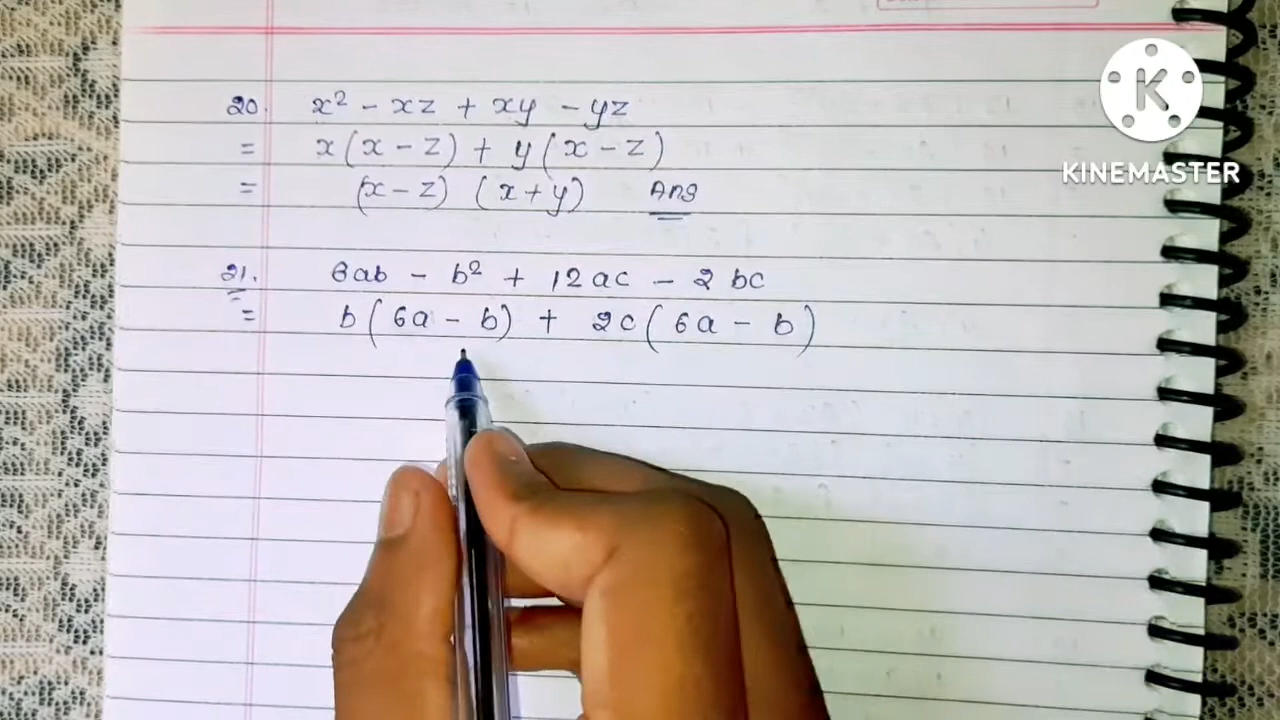 20. x² - xz + xy - yz
= x(x - z) + y(x - z)
= (x - z) (x + y) Ans
21. 6ab - b² + 12ac - 2bc
= b(6a - b) + 2c(6a - b)
K
KINEMASTER